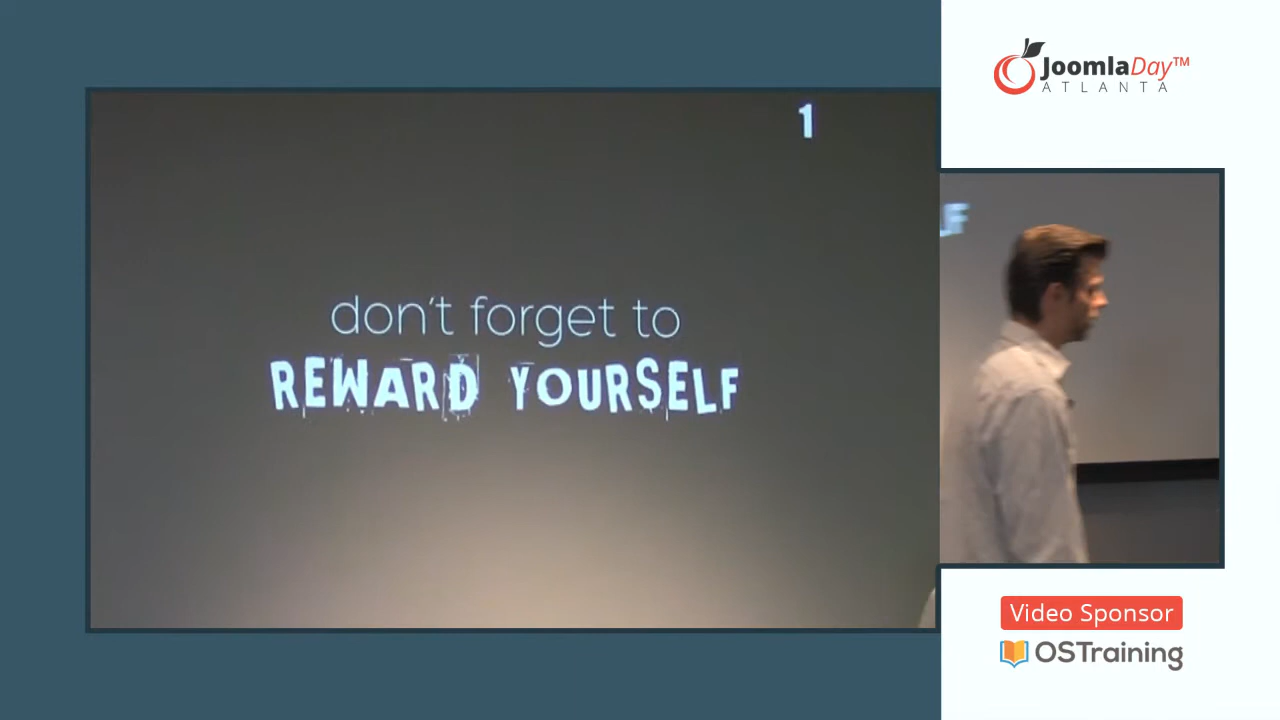 1
don't forget to
REWARD YOURSELF
JoomlaDay™
ATLANTA
Video Sponsor
OSTraining